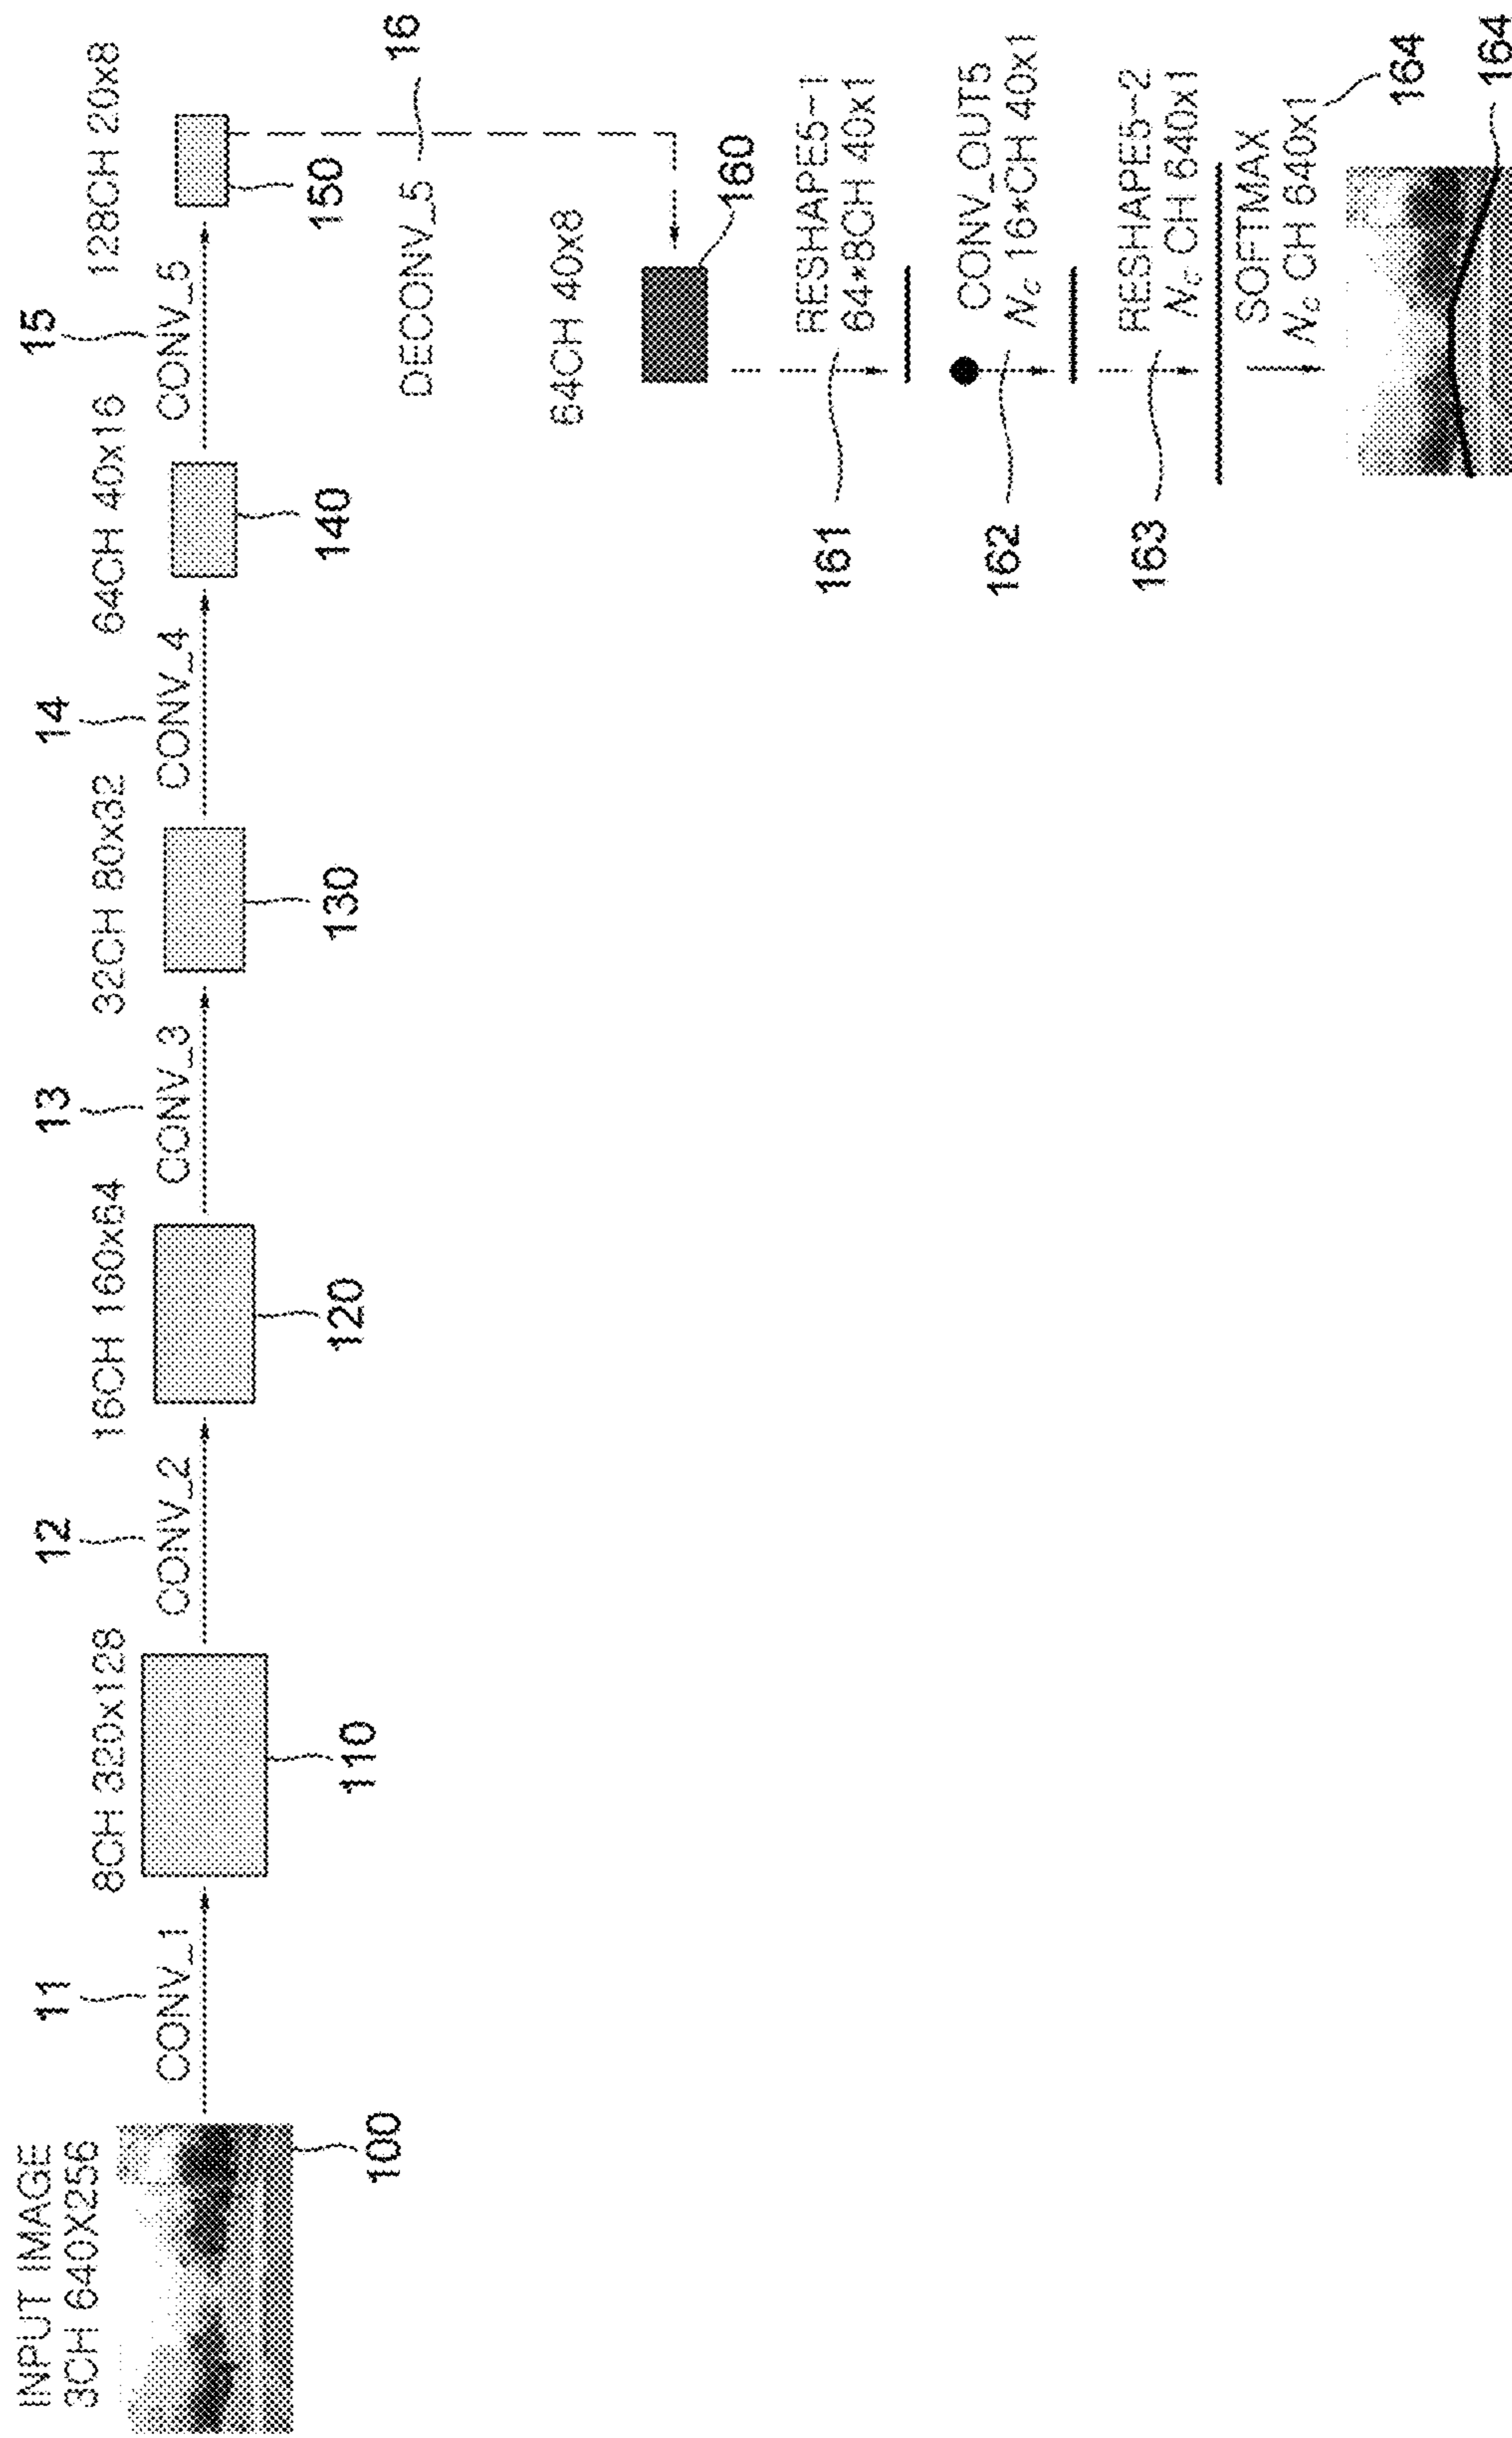 INPUT IMAGE
3CH 640X256
100
11
CONV_1
8CH 320x128
110
12
CONV_2
16CH 160x64
120
13
CONV_3
32CH 80x32
130
14
CONV_4
64CH 40x16
140
15
CONV_5
128CH 20x8
150
16
DECONV_5
64CH 40x8
160
161
RESHAPE5-1
64*8CH 40x1
162
CONV_OUT5
Nc 16*CH 40x1
163
RESHAPE5-2
Nc CH 640x1
SOFTMAX
Nc CH 640x1
164
164